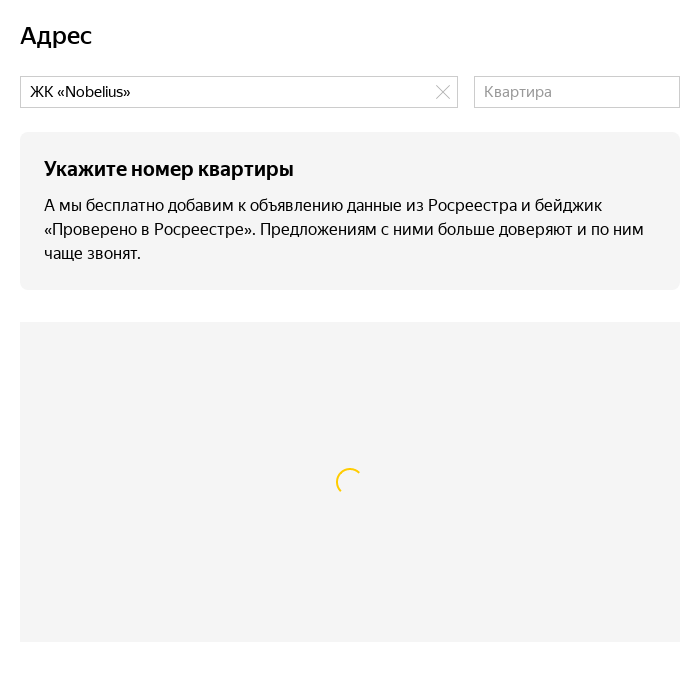 Адрес
ЖК «Nobelius»
Квартира
Укажите номер квартиры
А мы бесплатно добавим к объявлению данные из Росреестра и бейджик
«Проверено в Росреестре». Предложениям с ними больше доверяют и по ним
чаще звонят.